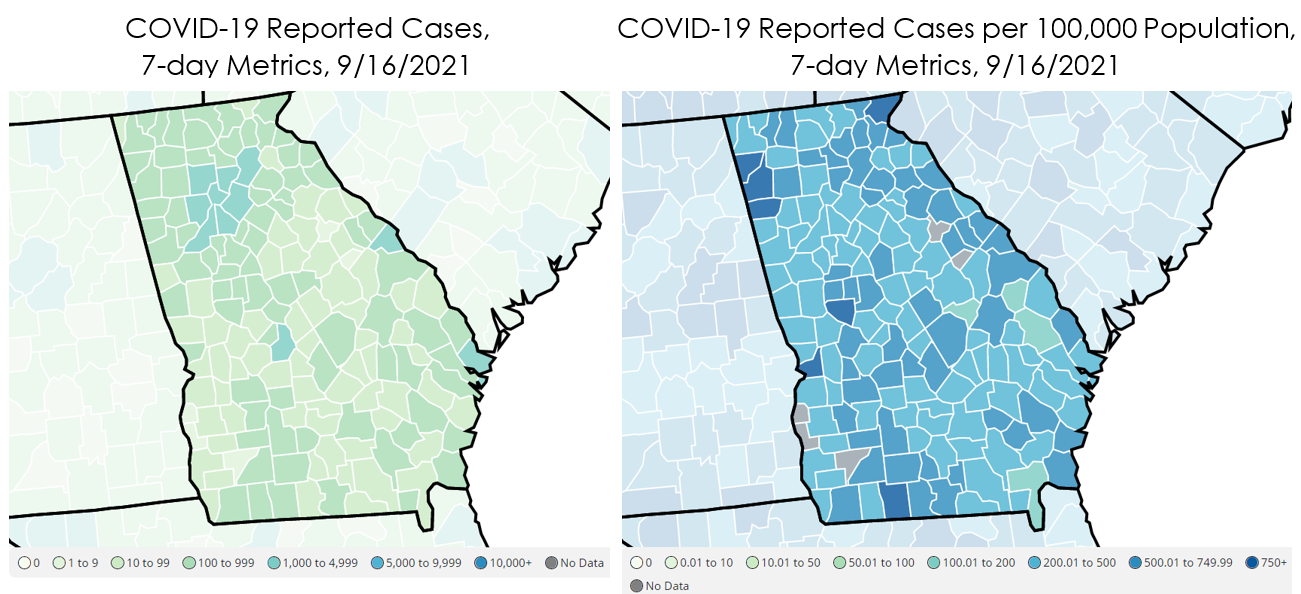 COVID-19 Reported Cases,
7-day Metrics, 9/16/2021
COVID-19 Reported Cases per 100,000 Population,
7-day Metrics, 9/16/2021
0 1 to 9 10 to 99 100 to 999 1,000 to 4,999 5,000 to 9,999 10,000+ No Data
0 0.01 to 10 10.01 to 50 50.01 to 100 100.01 to 200 200.01 to 500 500.01 to 749.99 750+
No Data